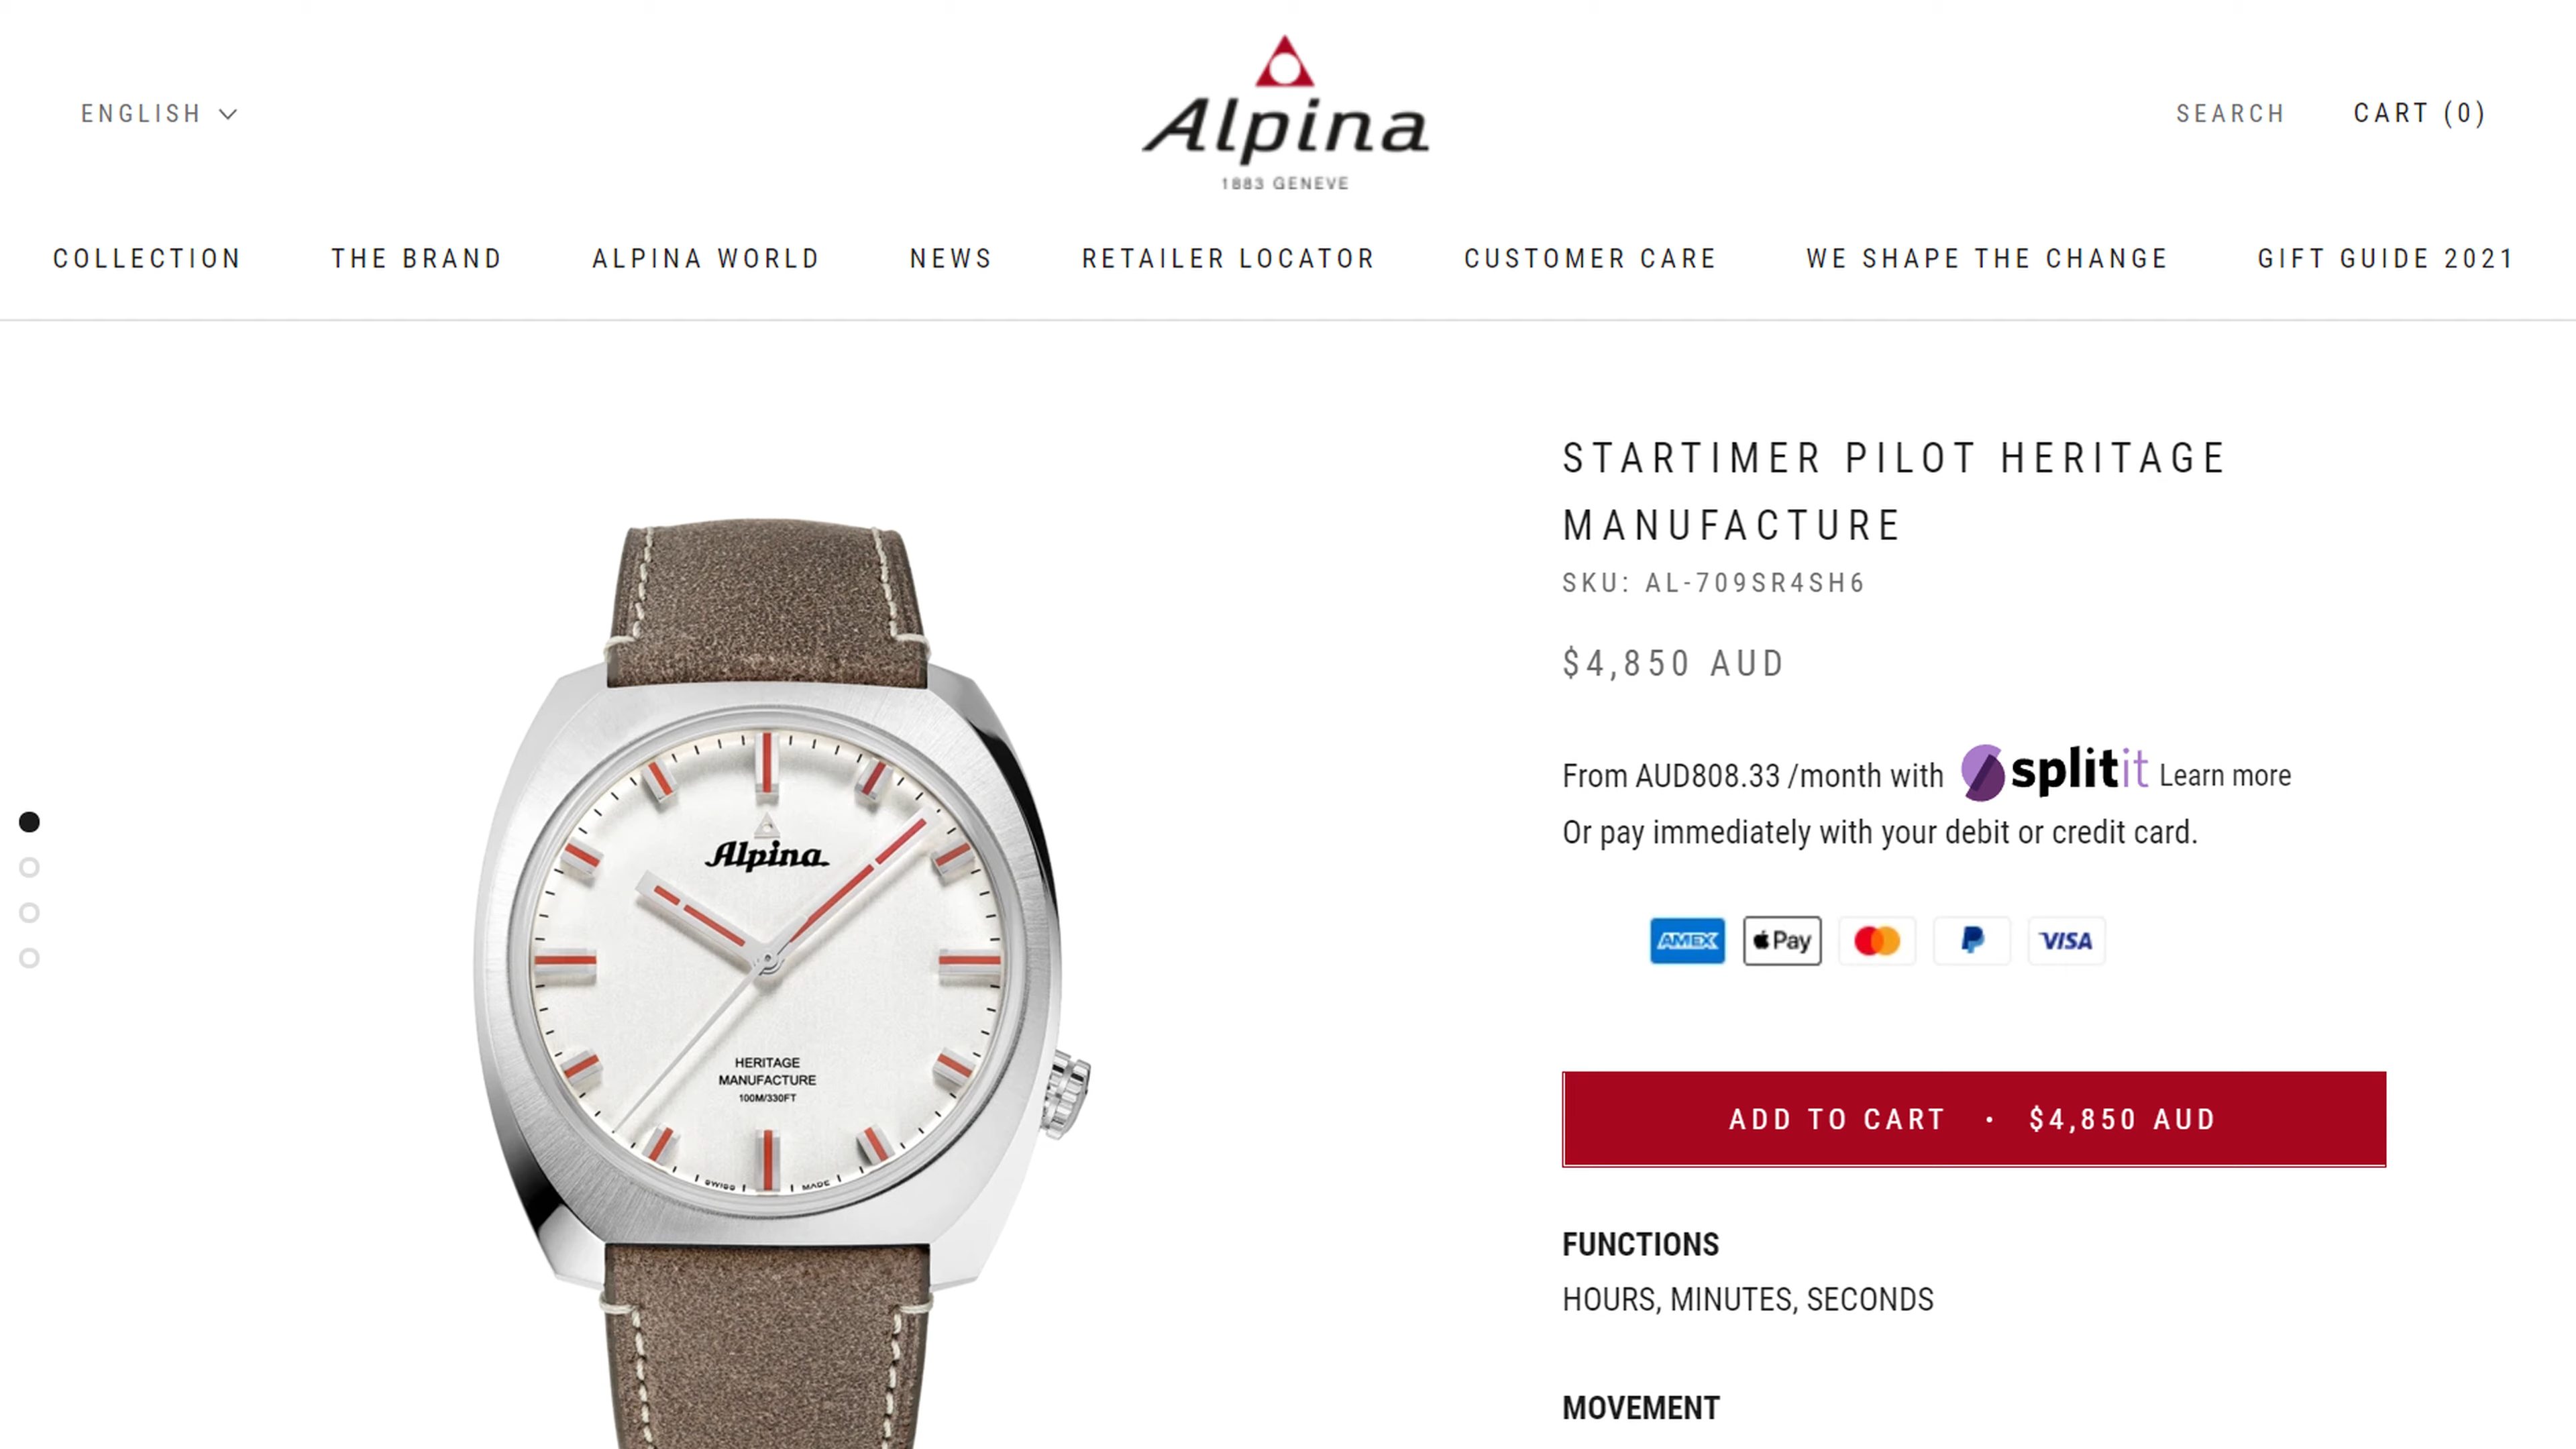 ENGLISH
Alpina
1883 GENEVE
SEARCH
CART (0)
COLLECTION
THE BRAND
ALPINA WORLD
NEWS
RETAILER LOCATOR
CUSTOMER CARE
WE SHAPE THE CHANGE
GIFT GUIDE 2021
Alpina
HERITAGE
MANUFACTURE
100M/330FT
SWISS MADE
STARTIMER PILOT HERITAGE
MANUFACTURE
SKU: AL-709SR4SH6
$4,850 AUD
From AUD808.33 /month with splitit Learn more
Or pay immediately with your debit or credit card.
AMEX
Pay
VISA
ADD TO CART • $4,850 AUD
FUNCTIONS
HOURS, MINUTES, SECONDS
MOVEMENT